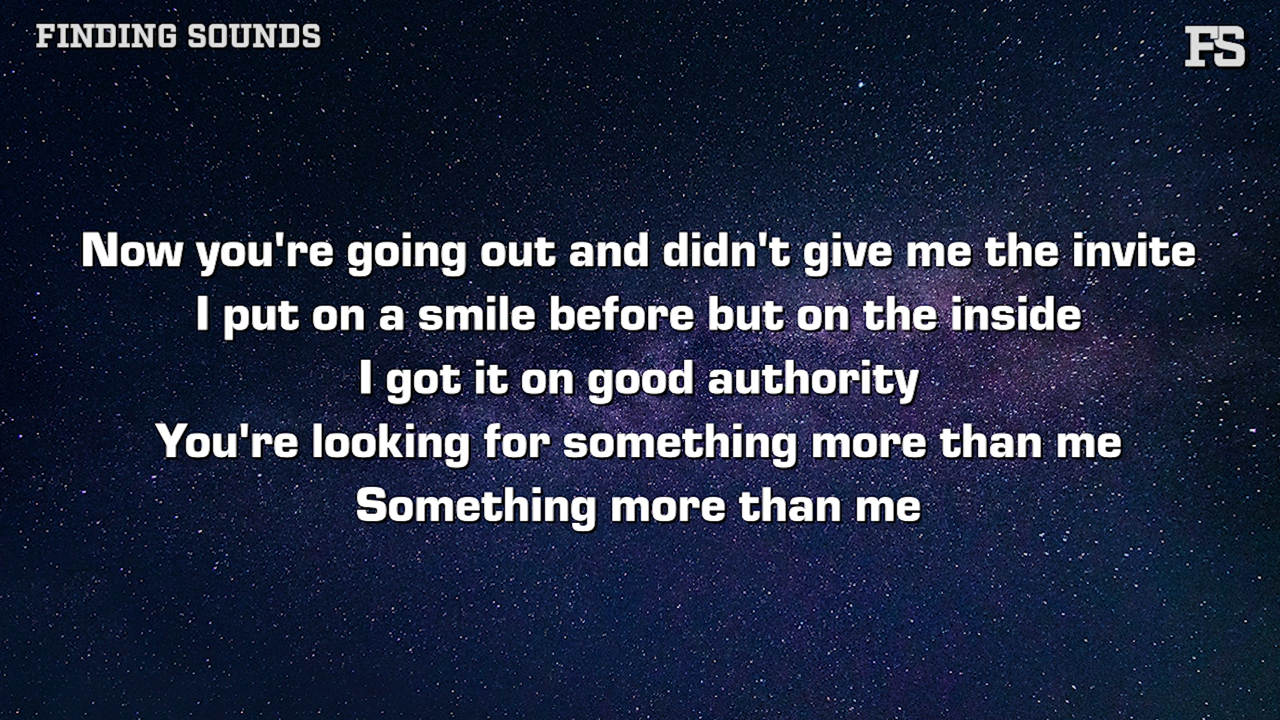 FINDING SOUNDS
FS
Now you're going out and didn't give me the invite
I put on a smile before but on the inside
I got it on good authority
You're looking for something more than me
Something more than me